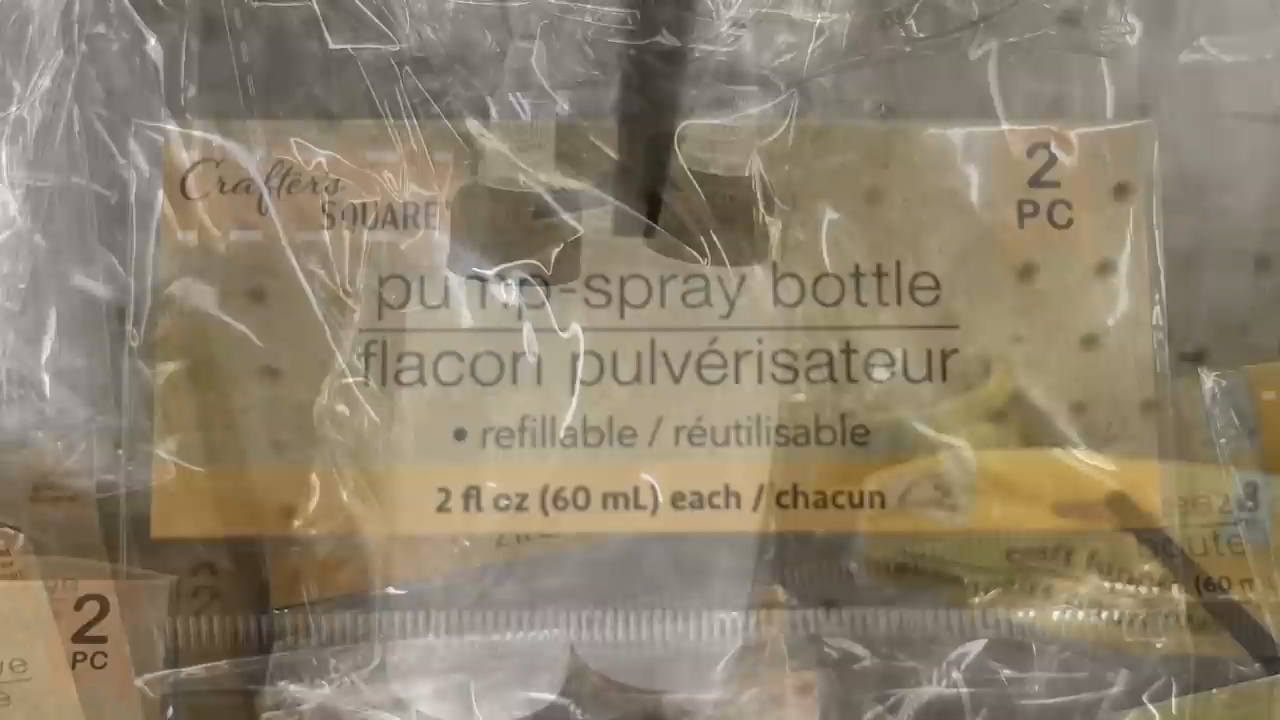 Crafter's
SQUARE
2
PC
pump-spray bottle
flacon pulvérisateur
• refillable / réutilisable
2 fl oz (60 mL) each / chacun
2
PC
(60 m